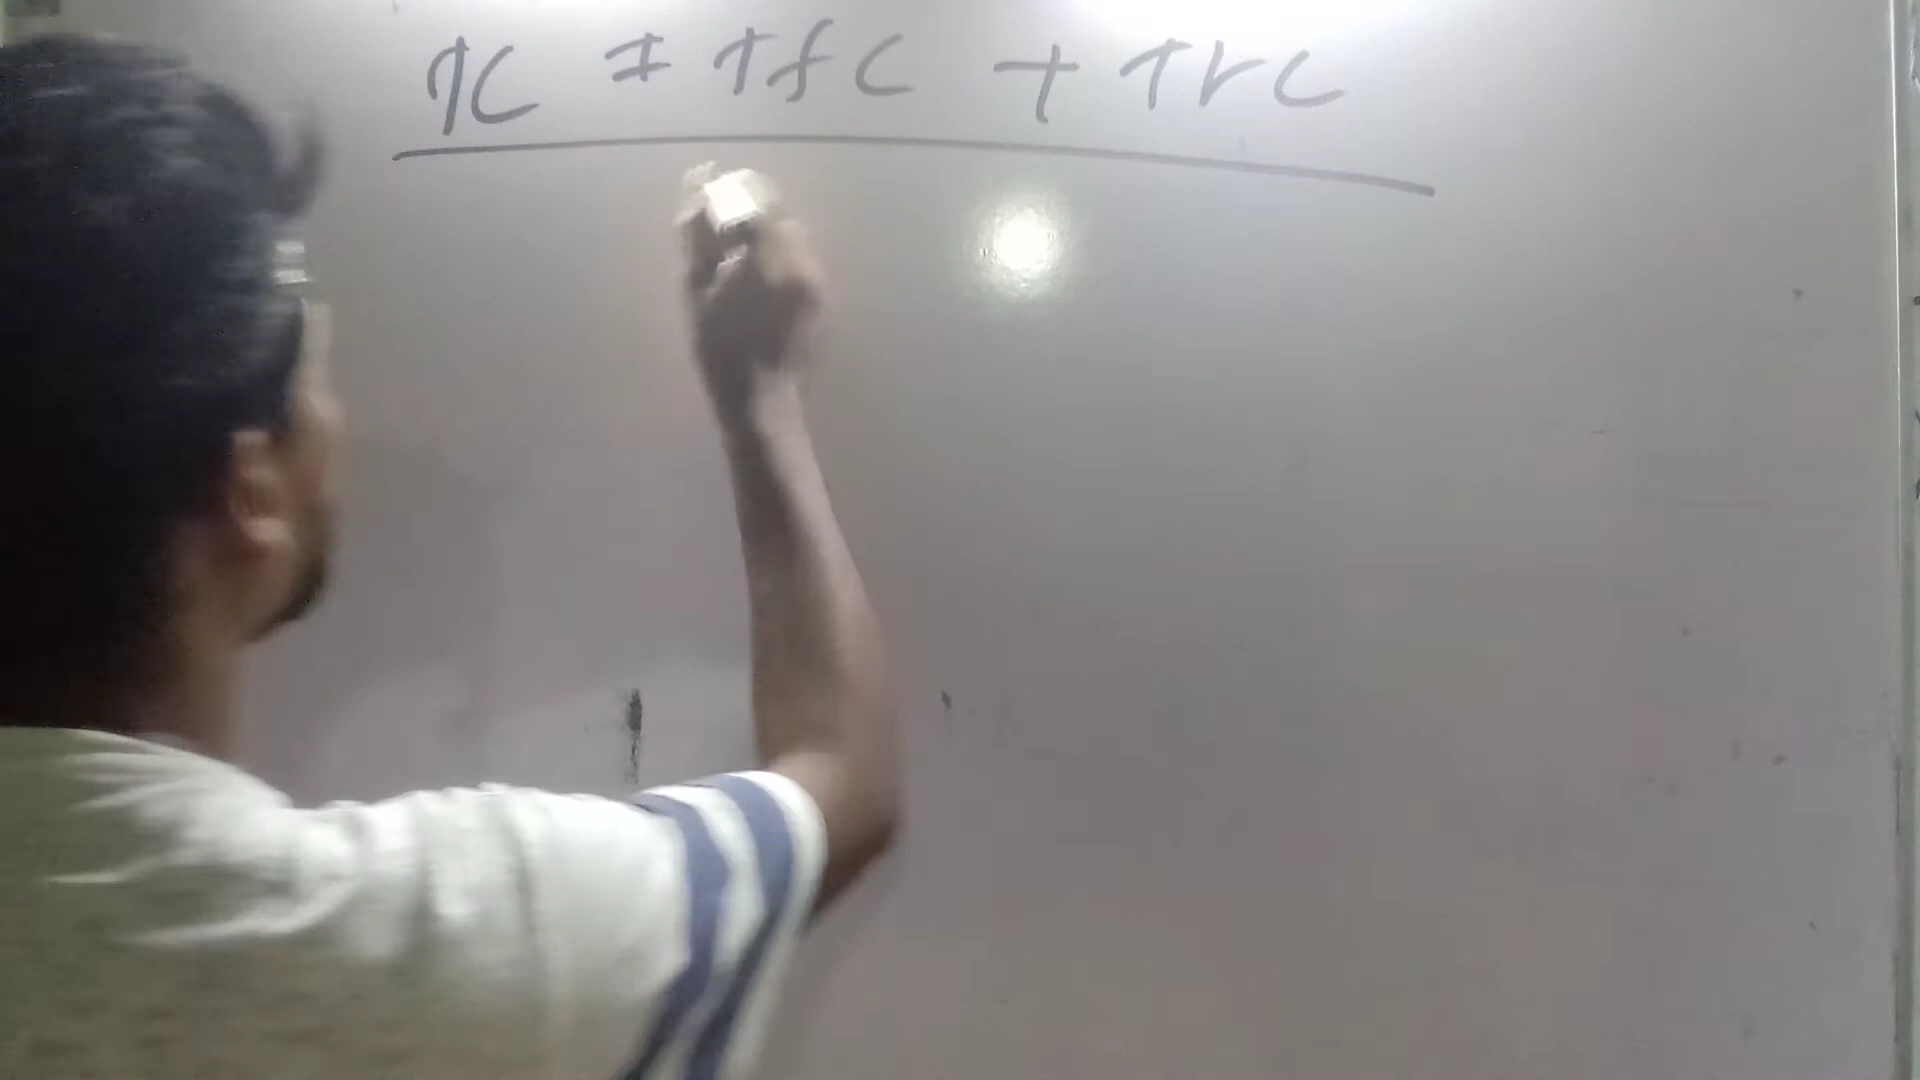 TC = TFC + TVC